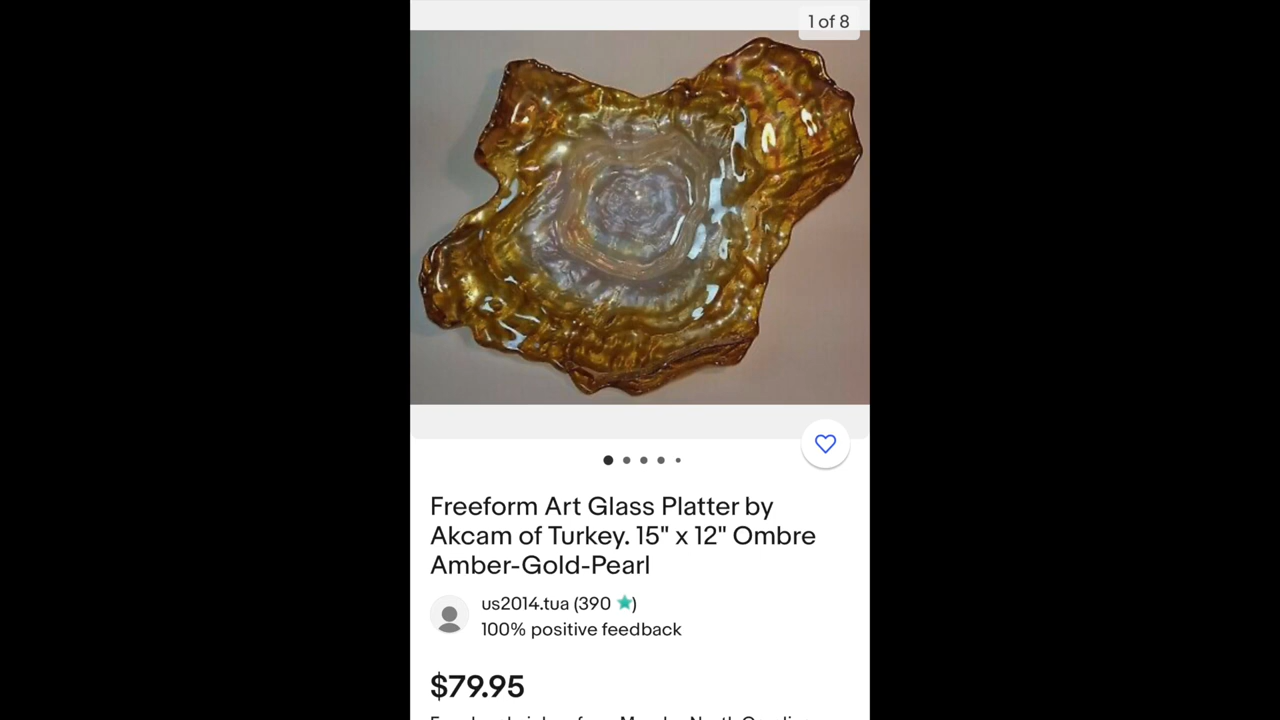 1 of 8
Freeform Art Glass Platter by
Akcam of Turkey. 15" x 12" Ombre
Amber-Gold-Pearl
us2014.tua (390 ★)
100% positive feedback
$79.95